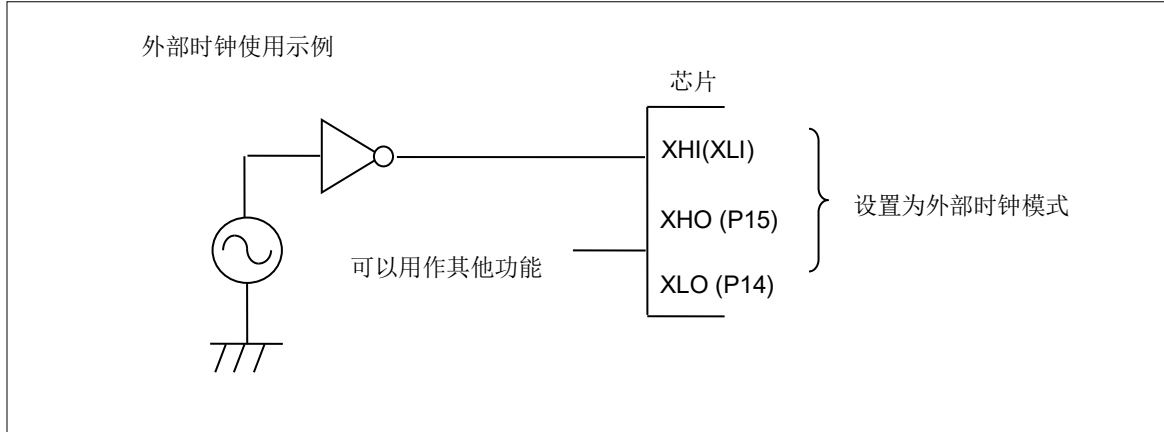 外部时钟使用示例
芯片
XHI(XLI)
XHO (P15)
设置为外部时钟模式
可以用作其他功能
XLO (P14)